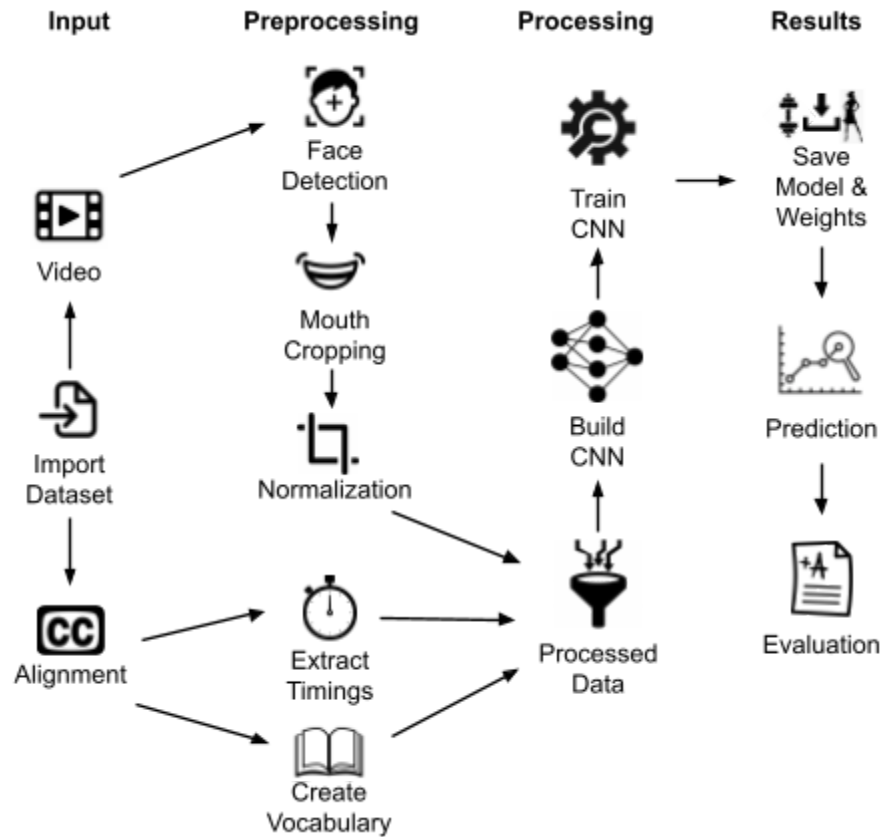 Input
Preprocessing
Processing
Results
Face
Detection
Train
CNN
Save
Model &
Weights
Video
Mouth
Cropping
Build
CNN
Prediction
Import
Dataset
Normalization
+A
CC
Alignment
Extract
Timings
Processed
Data
Evaluation
Create
Vocabulary